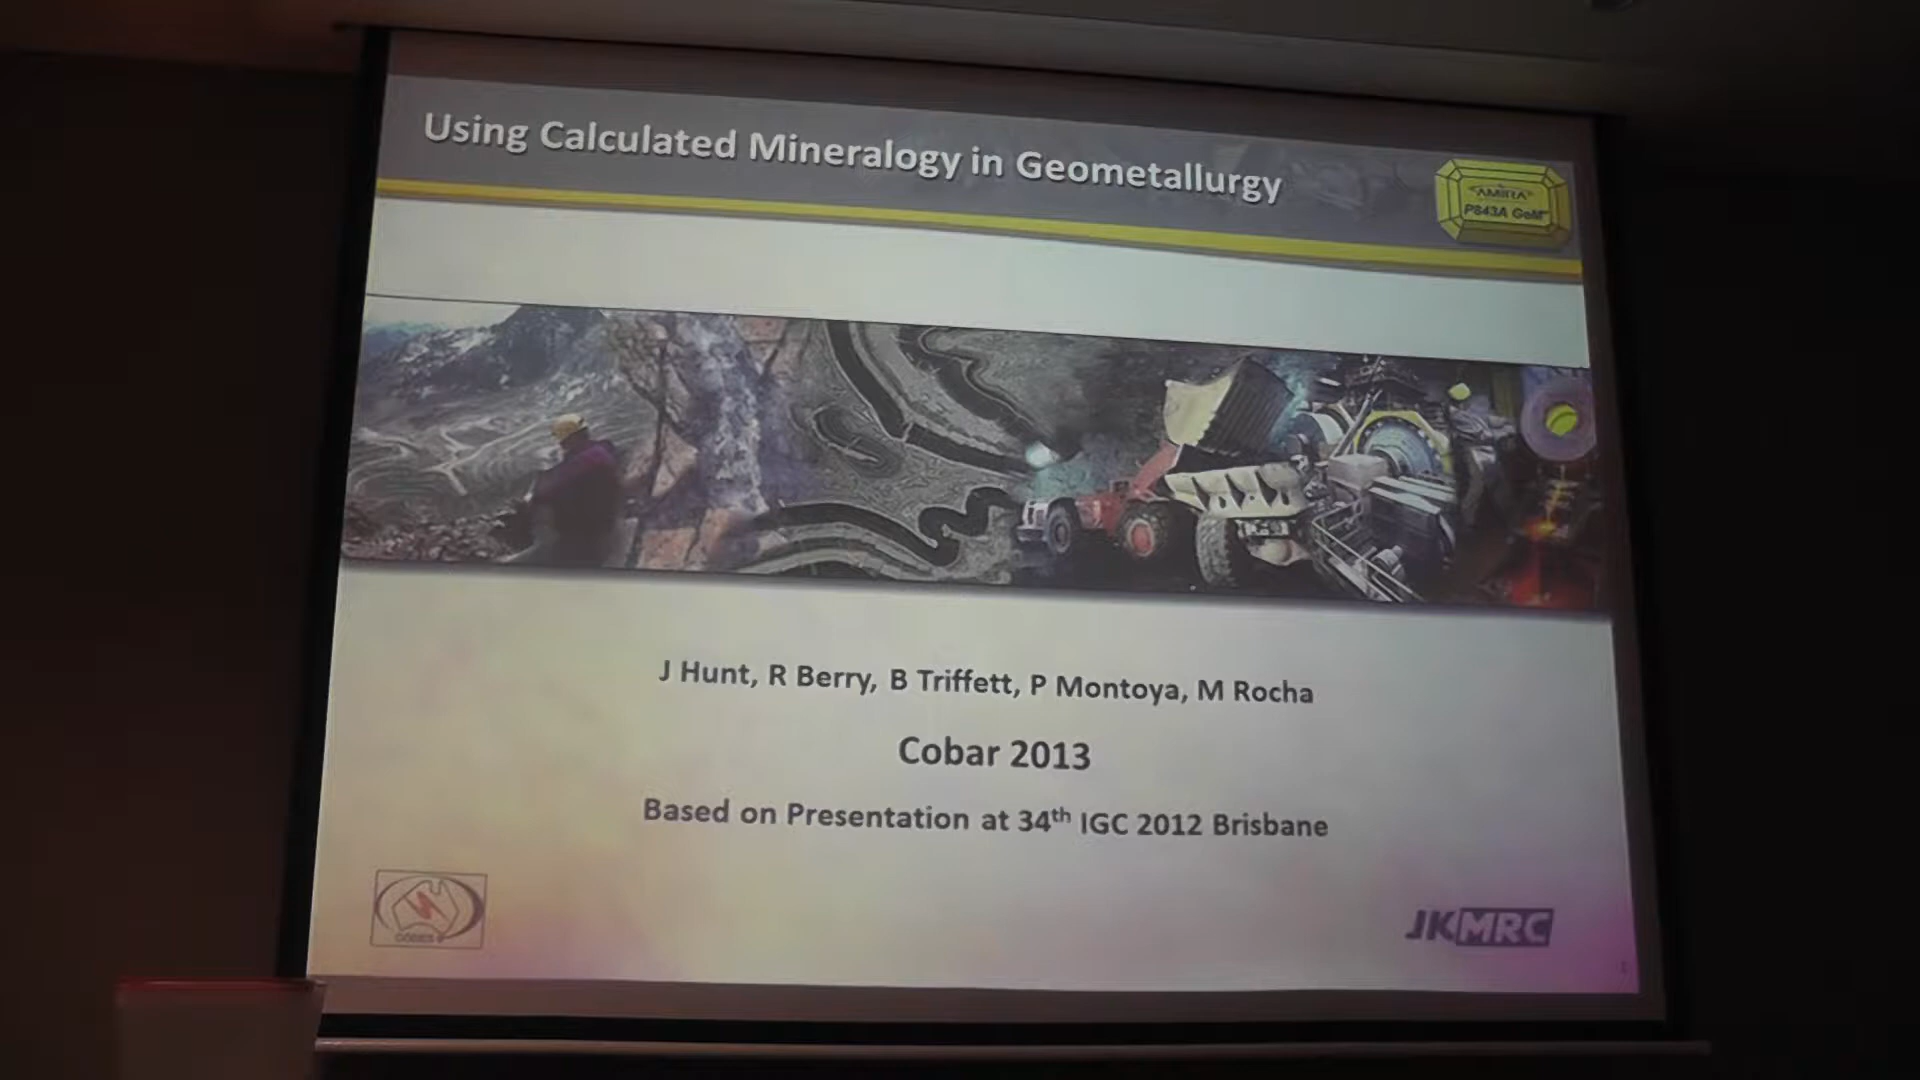 Using Calculated Mineralogy in Geometallurgy
AMIRA
P843A GeM
J Hunt, R Berry, B Triffett, P Montoya, M Rocha
Cobar 2013
Based on Presentation at 34th IGC 2012 Brisbane
CODES
JKMRC